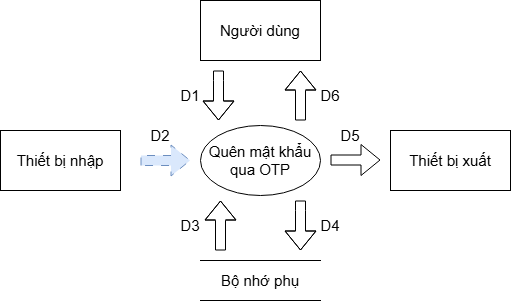 Người dùng
D1
D6
D2
D5
Thiết bị nhập
Quên mật khẩu
qua OTP
Thiết bị xuất
D3
D4
Bộ nhớ phụ